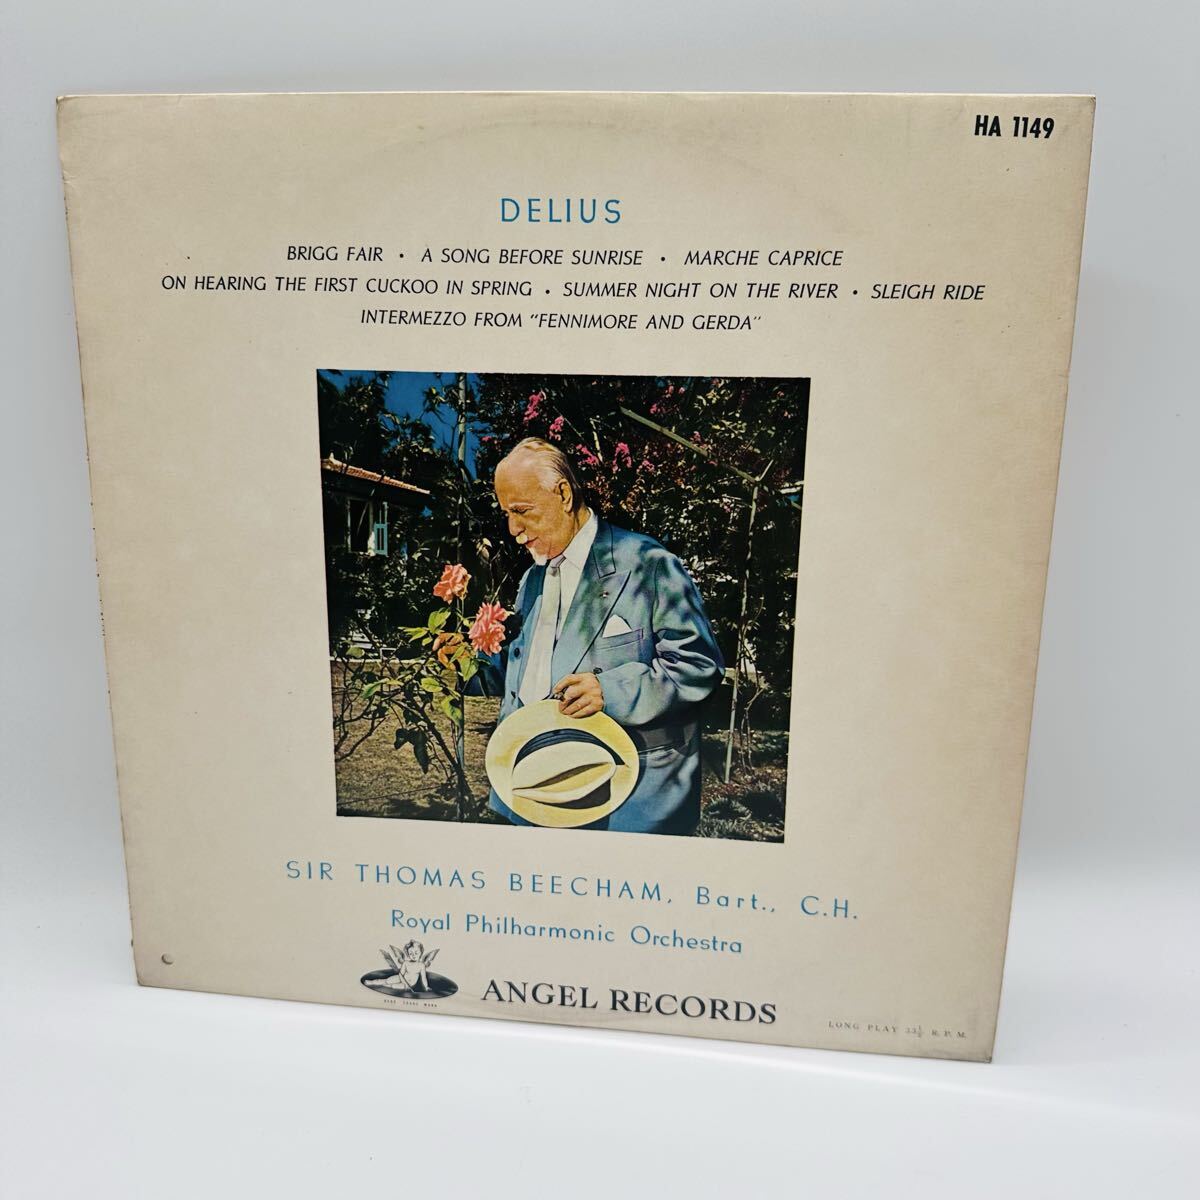 HA 1149
DELIUS
BRIGG FAIR • A SONG BEFORE SUNRISE • MARCHE CAPRICE
ON HEARING THE FIRST CUCKOO IN SPRING • SUMMER NIGHT ON THE RIVER • SLEIGH RIDE
INTERMEZZO FROM "FENNIMORE AND GERDA"
SIR THOMAS BEECHAM, Bart., C.H.
Royal Philharmonic Orchestra
ANGEL RECORDS
LONG PLAY 33⅓ R.P.M.